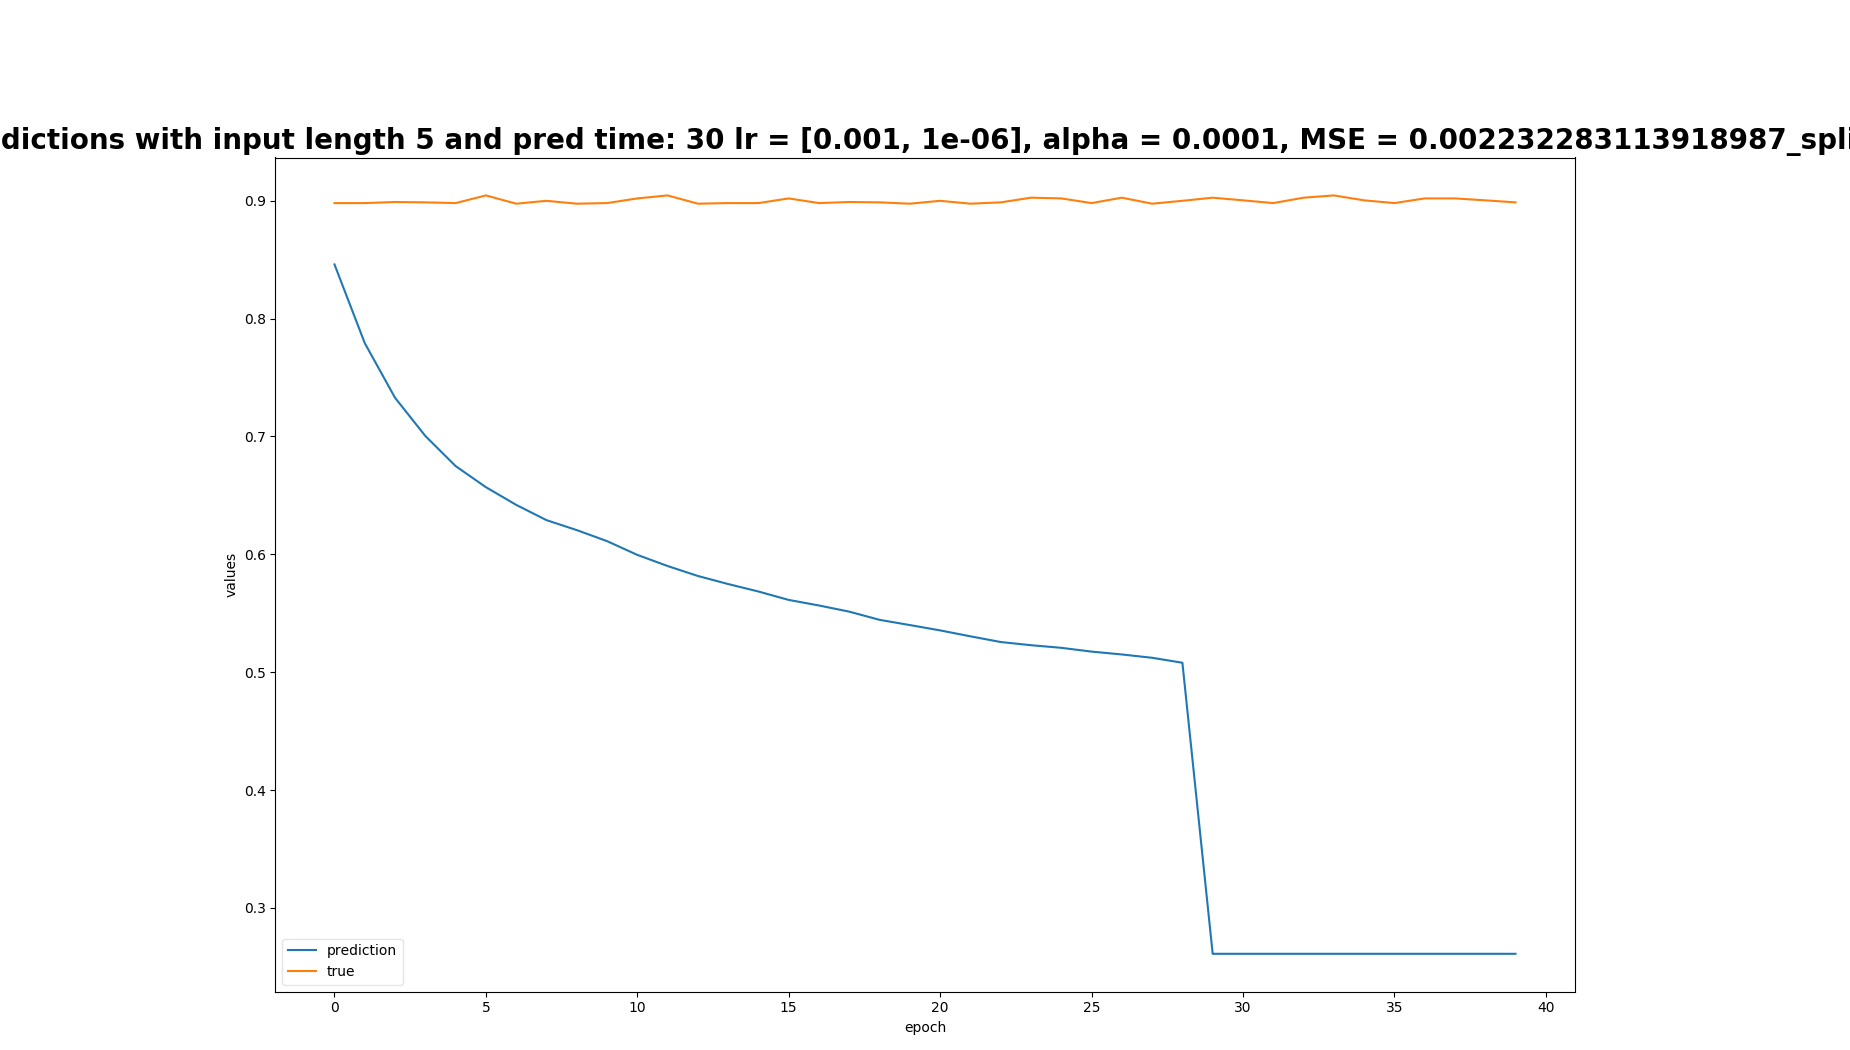 dictions with input length 5 and pred time: 30 lr = [0.001, 1e-06], alpha = 0.0001, MSE = 0.002232283113918987_spli
0.9
0.8
0.7
0.6
0.5
0.4
0.3
values
prediction
true
0 5 10 15 20 25 30 35 40
epoch